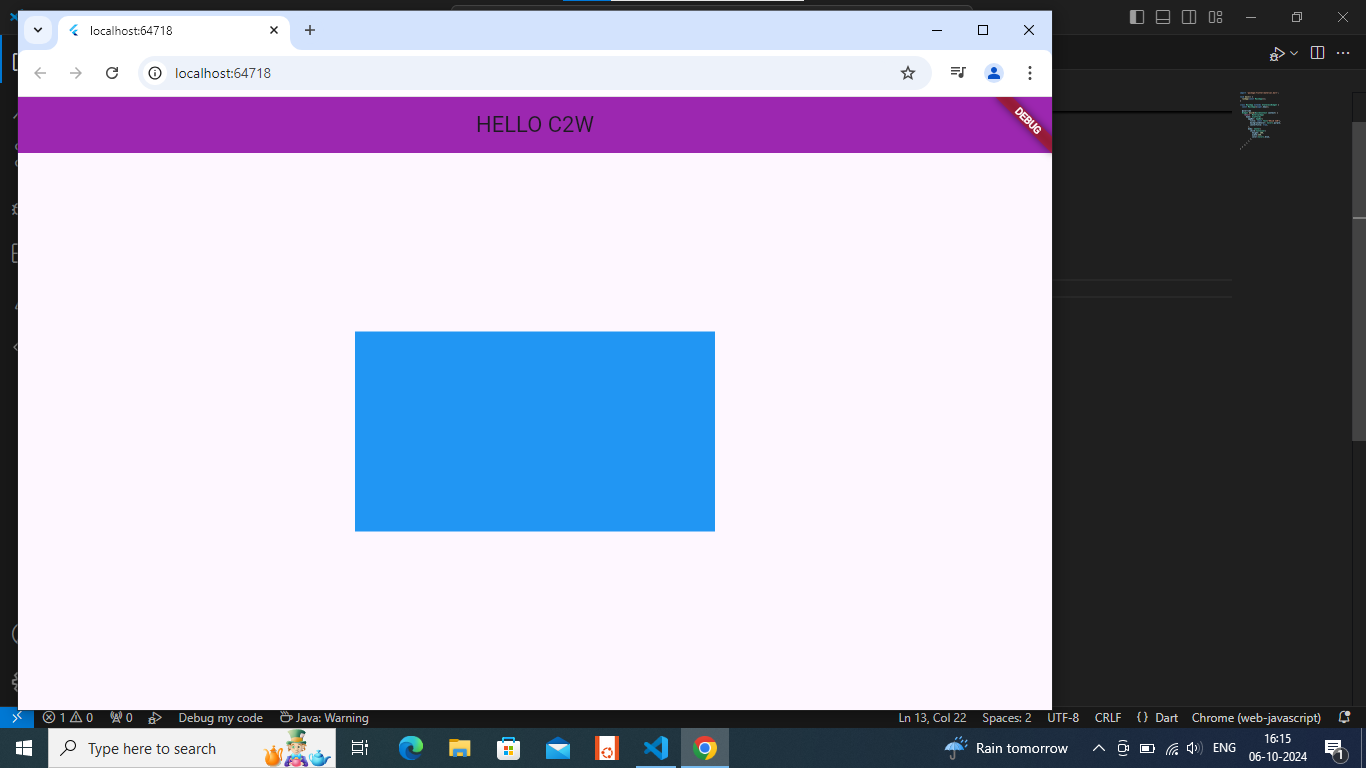 localhost:64718
localhost:64718
HELLO C2W
DEBUG
1 0 0 Debug my code Java: Warning Ln 13, Col 22 Spaces: 2 UTF-8 CRLF {} Dart Chrome (web-javascript)
Type here to search Rain tomorrow ENG 16:15
06-10-2024 1